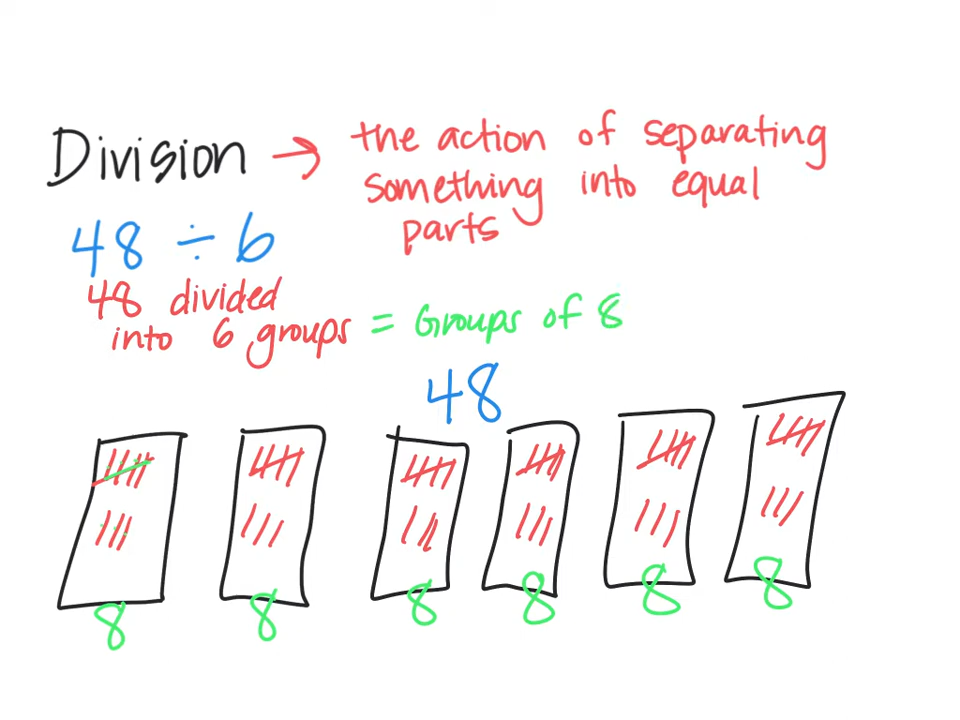 Division → the action of separating
something into equal
parts
48 ÷ 6
48 divided
into 6 groups = Groups of 8
48
8 8 8 8 8 8